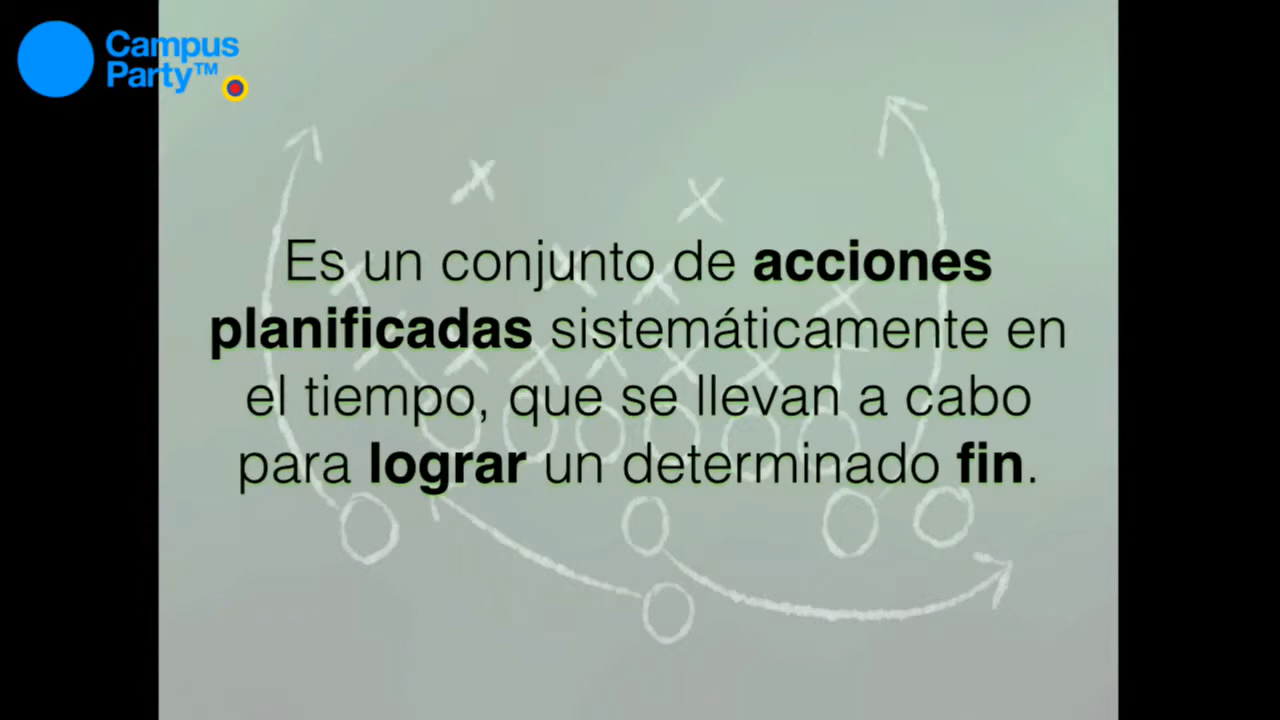 Campus
Party™
Es un conjunto de acciones
planificadas sistemáticamente en
el tiempo, que se llevan a cabo
para lograr un determinado fin.